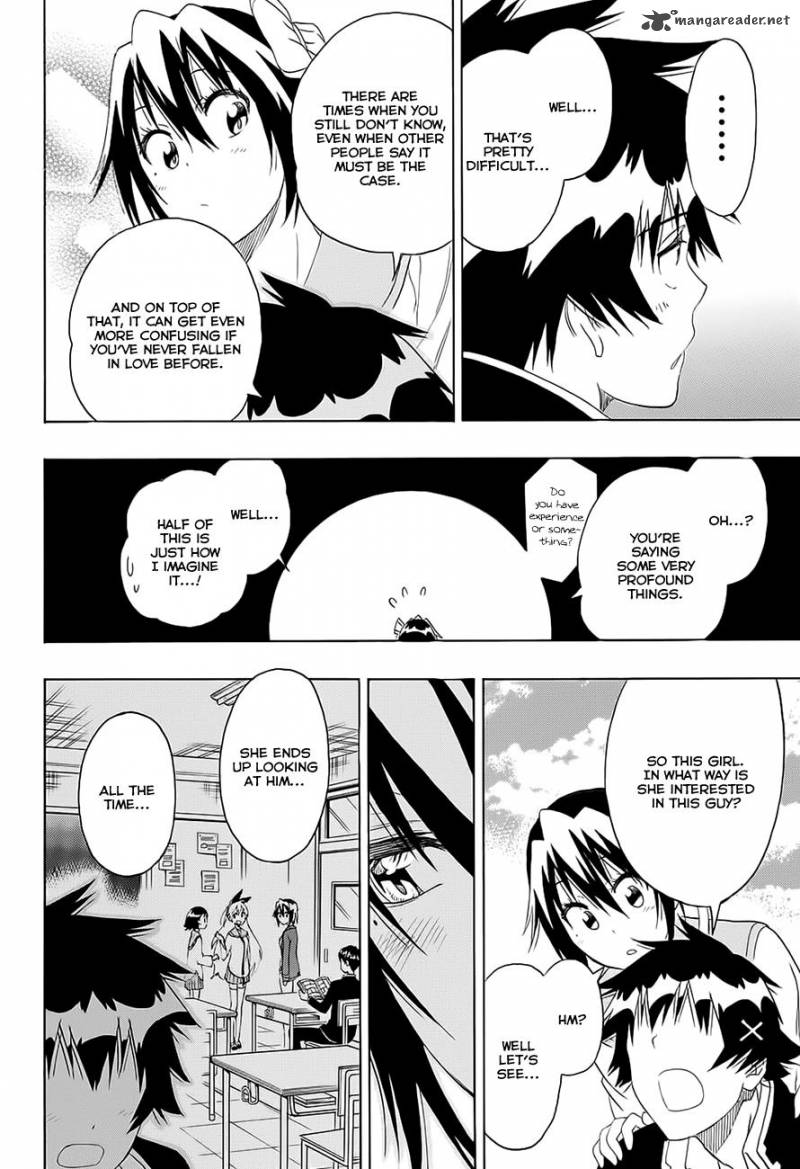 mangareader.net
......
WELL...
THAT'S
PRETTY
DIFFICULT...
THERE ARE
TIMES WHEN YOU
STILL DON'T KNOW,
EVEN WHEN OTHER
PEOPLE SAY IT
MUST BE THE
CASE.
AND ON TOP OF
THAT, IT CAN GET EVEN
MORE CONFUSING IF
YOU'VE NEVER FALLEN
IN LOVE BEFORE.
OH...?
YOU'RE
SAYING
SOME VERY
PROFOUND
THINGS.
Do
you have
experience
or some-
thing?
WELL...
HALF OF
THIS IS
JUST HOW
I IMAGINE
IT...!
SO THIS GIRL.
IN WHAT WAY IS
SHE INTERESTED
IN THIS GUY?
HM?
WELL
LET'S
SEE...
SHE ENDS
UP LOOKING
AT HIM...
ALL THE
TIME...